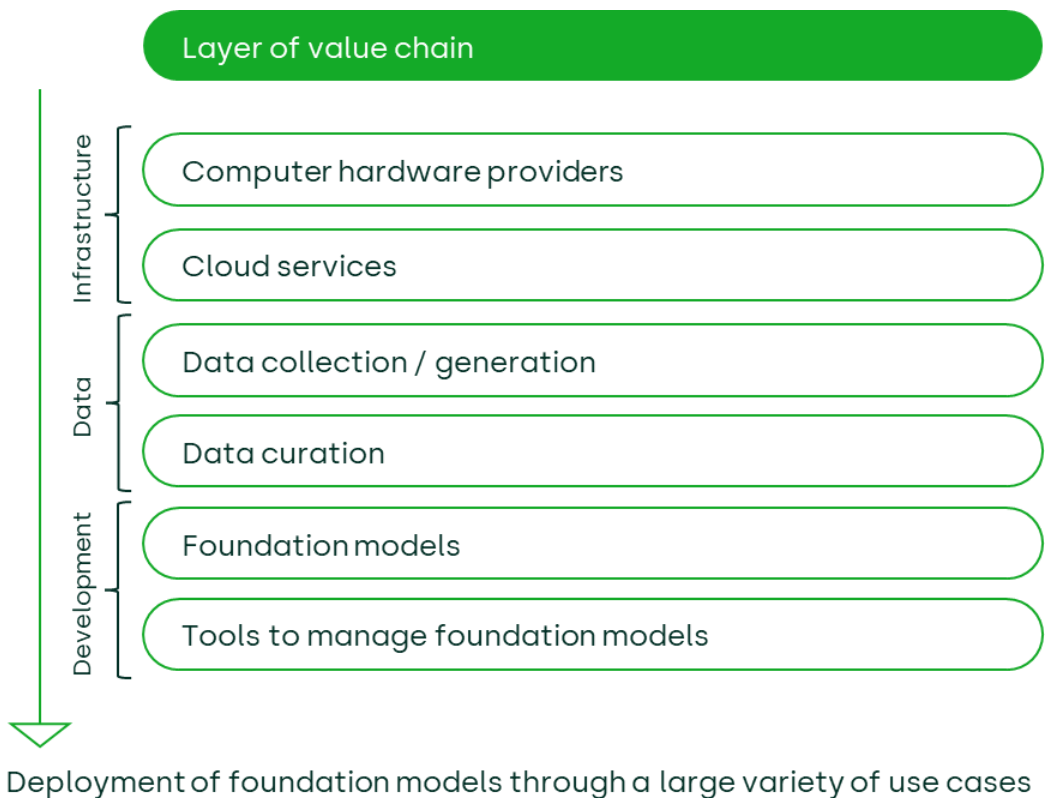 Layer of value chain
Infrastructure
Computer hardware providers
Cloud services
Data
Data collection / generation
Data curation
Development
Foundation models
Tools to manage foundation models
Deployment of foundation models through a large variety of use cases